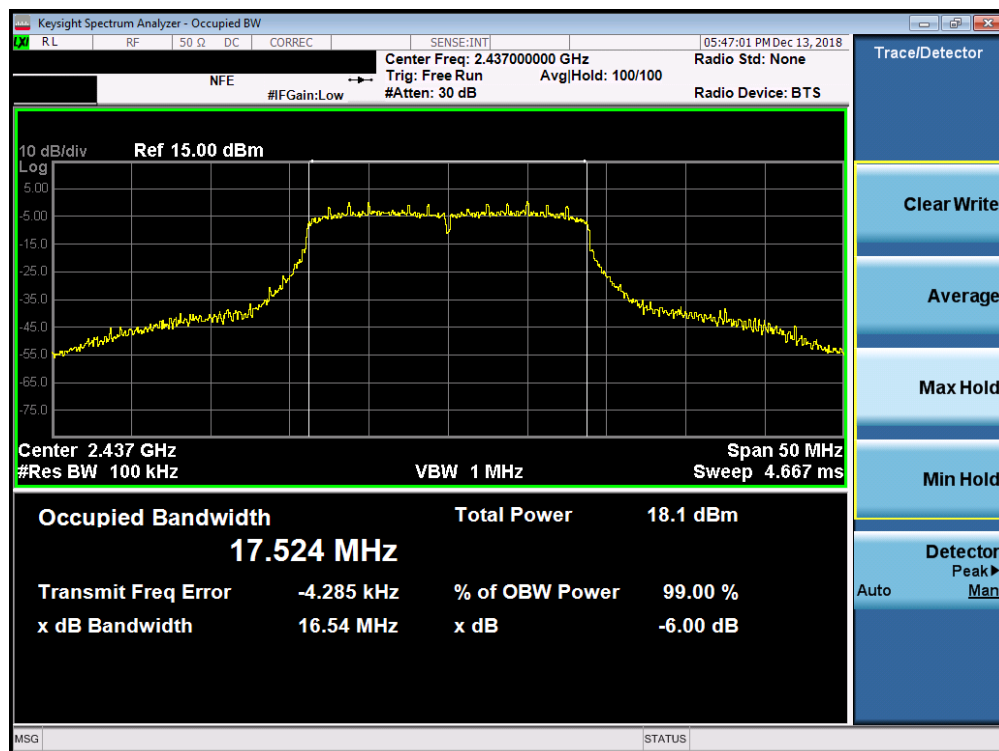 Keysight Spectrum Analyzer - Occupied BW
LXI RL RF 50 Ω DC CORREC SENSE:INT 05:47:01 PM Dec 13, 2018
Center Freq: 2.437000000 GHz Radio Std: None
NFE Trig: Free Run Avg|Hold: 100/100
#IFGain:Low #Atten: 30 dB Radio Device: BTS
10 dB/div Ref 15.00 dBm
Log
5.00
-5.00
-15.0
-25.0
-35.0
-45.0
-55.0
-65.0
-75.0
Center 2.437 GHz Span 50 MHz
#Res BW 100 kHz VBW 1 MHz Sweep 4.667 ms
Occupied Bandwidth Total Power 18.1 dBm
17.524 MHz
Transmit Freq Error -4.285 kHz % of OBW Power 99.00 %
x dB Bandwidth 16.54 MHz x dB -6.00 dB
MSG STATUS
Trace/Detector
Clear Write
Average
Max Hold
Min Hold
Detector
Peak▶
Auto Man